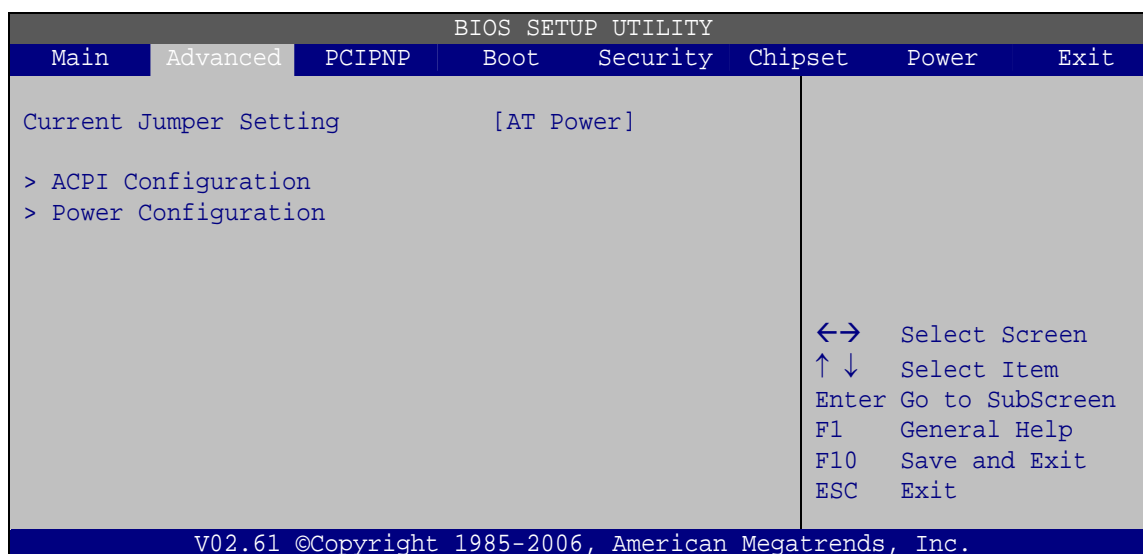 BIOS SETUP UTILITY
Main Advanced PCIPNP Boot Security Chipset Power Exit
Current Jumper Setting [AT Power]
> ACPI Configuration
> Power Configuration
←→ Select Screen
↑ ↓ Select Item
Enter Go to SubScreen
F1 General Help
F10 Save and Exit
ESC Exit
V02.61 ©Copyright 1985-2006, American Megatrends, Inc.